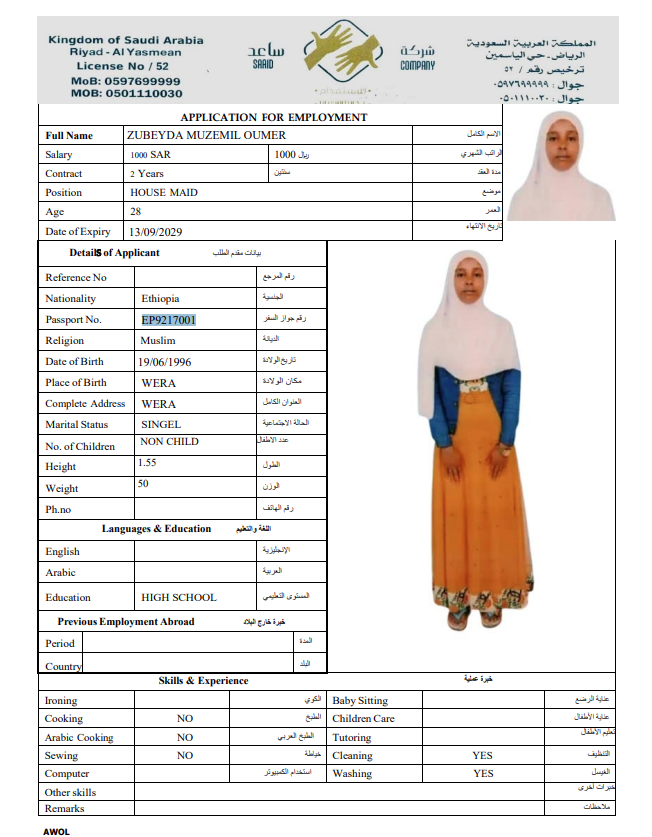 Kingdom of Saudi Arabia
Riyad - Al Yasmean
License No / 52
MoB: 0597699999
MOB: 0501110030
ساعد
SAAID
شركة
COMPANY
المملكة العربية السعودية
الرياض-حي الياسمين
ترخيص رقم / ٥٢
جوال : ٠٥٩٧٦٩٩٩٩٩
جوال : ٠٥٠١١١٠٠٣٠
APPLICATION FOR EMPLOYMENT
Full Name ZUBEYDA MUZEMIL OUMER الاسم الكامل
Salary 1000 SAR 1000 ريال الراتب الشهري
Contract 2 Years سنتين مدة العقد
Position HOUSE MAID موضع
Age 28 العمر
Date of Expiry 13/09/2029 تاريخ الانتهاء
Details of Applicant بيانات مقدم الطلب
Reference No رقم المرجع
Nationality Ethiopia الجنسية
Passport No. EP9217001 رقم جواز السفر
Religion Muslim الديانة
Date of Birth 19/06/1996 تاريخ الولادة
Place of Birth WERA مكان الولادة
Complete Address WERA العنوان الكامل
Marital Status SINGEL الحالة الاجتماعية
No. of Children NON CHILD عدد الاطفال
Height 1.55 الطول
Weight 50 الوزن
Ph.no رقم الهاتف
Languages & Education اللغة والتعليم
English الإنجليزية
Arabic العربية
Education HIGH SCHOOL المستوى التعليمي
Previous Employment Abroad خبرة خارج البلاد
Period المدة
Country البلد
Skills & Experience خبرة عملية
Ironing الكوي Baby Sitting عناية الرضع
Cooking NO الطبخ Children Care عناية الأطفال
Arabic Cooking NO الطبخ العربي Tutoring تعليم الأطفال
Sewing NO خياطة Cleaning YES التنظيف
Computer استخدام الكمبيوتر Washing YES الغسيل
Other skills خبرات أخرى
Remarks ملاحظات
AWOL